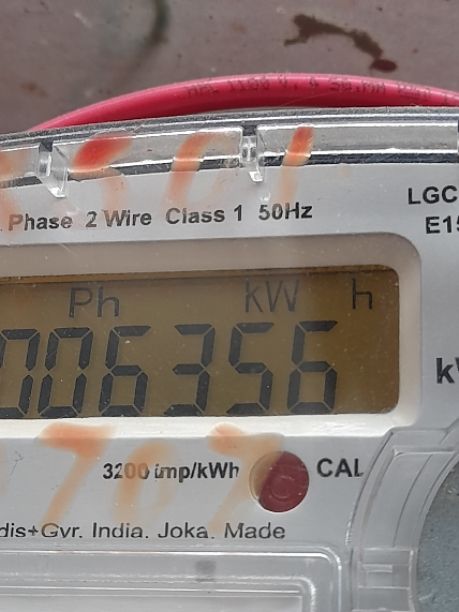 Phase 2 Wire Class 1 50Hz
LGC
E15
Ph kW h
006356
3200 imp/kWh
CAL
dis+Gyr. India. Joka. Made